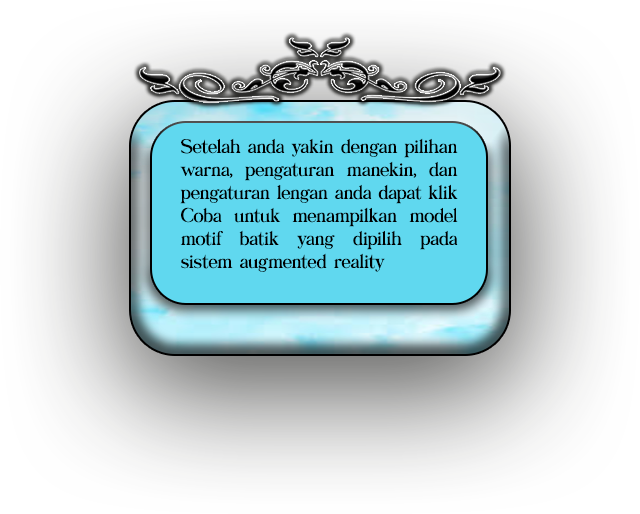 Setelah anda yakin dengan pilihan
warna, pengaturan manekin, dan
pengaturan lengan anda dapat klik
Coba untuk menampilkan model
motif batik yang dipilih pada
sistem augmented reality